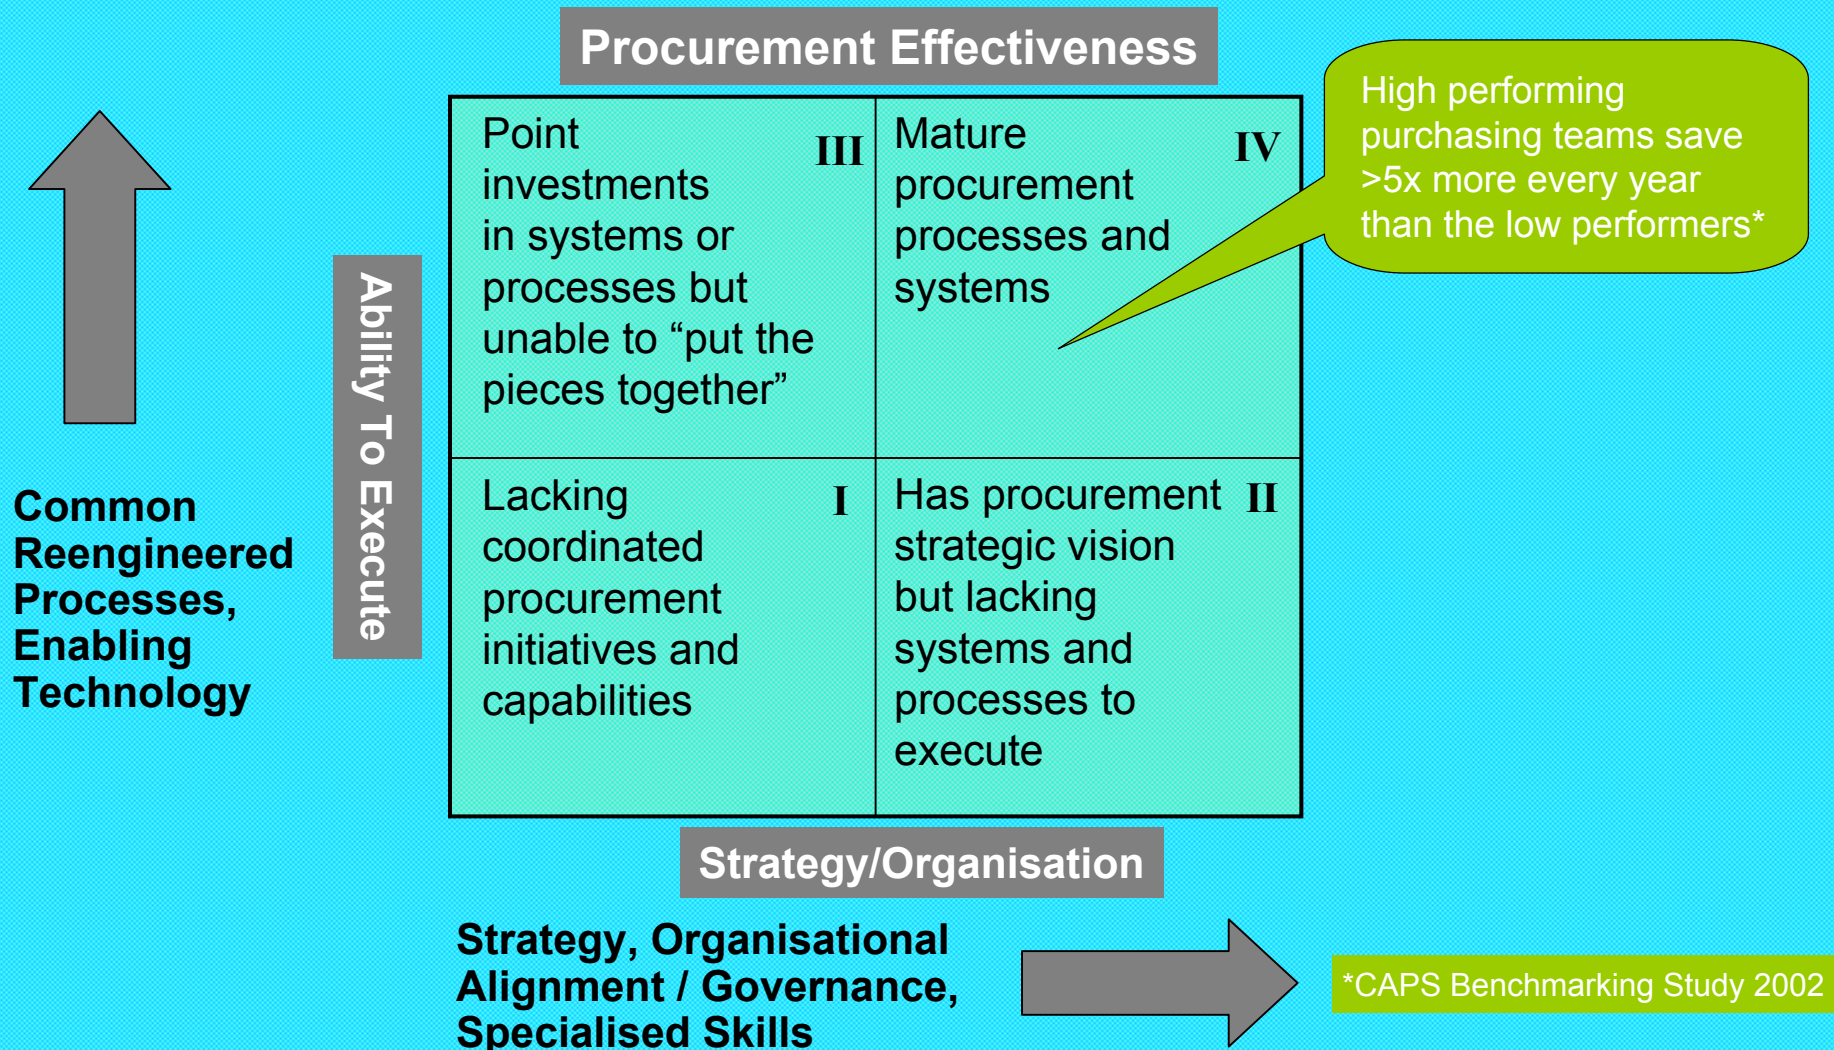 Procurement Effectiveness
High performing
purchasing teams save
>5x more every year
than the low performers*
Point
investments
in systems or
processes but
unable to “put the
pieces together”
III
Mature
procurement
processes and
systems
IV
Ability To Execute
Common
Reengineered
Processes,
Enabling
Technology
Lacking
coordinated
procurement
initiatives and
capabilities
I
Has procurement
strategic vision
but lacking
systems and
processes to
execute
II
Strategy/Organisation
Strategy, Organisational
Alignment / Governance,
Specialised Skills
*CAPS Benchmarking Study 2002